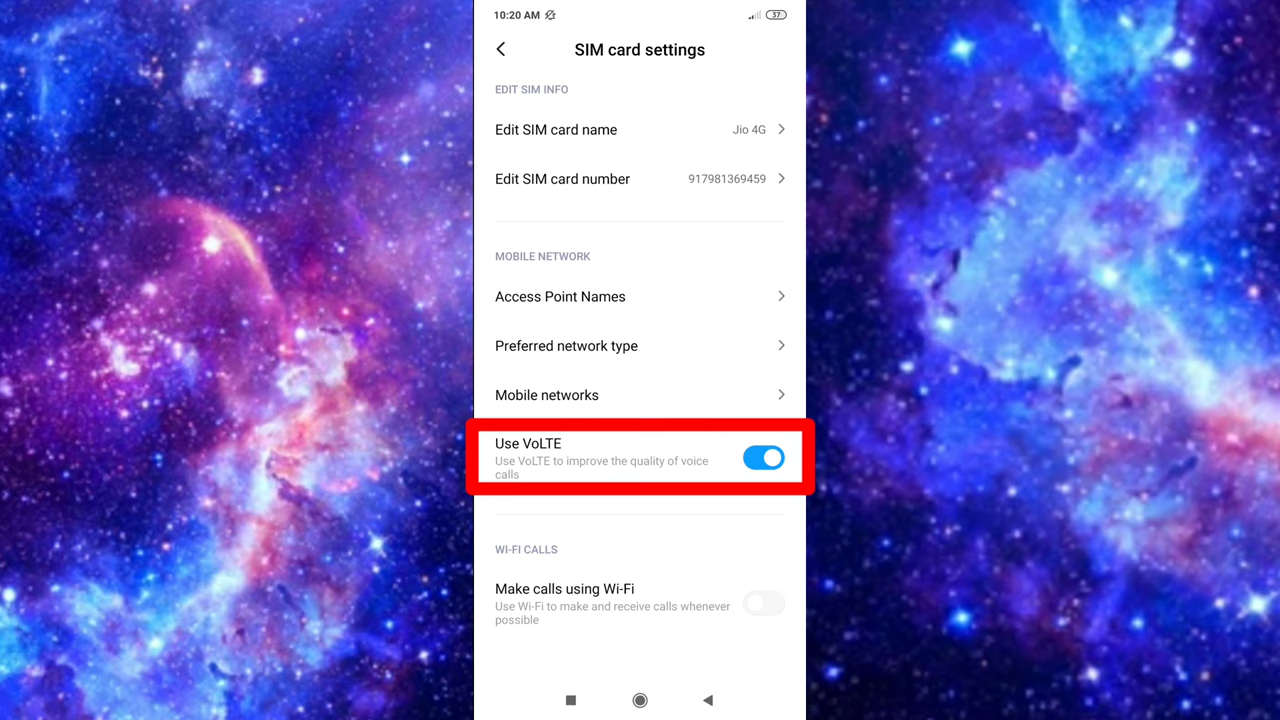 10:20 AM 37
SIM card settings
EDIT SIM INFO
Edit SIM card name Jio 4G
Edit SIM card number 917981369459
MOBILE NETWORK
Access Point Names
Preferred network type
Mobile networks
Use VoLTE
Use VoLTE to improve the quality of voice
calls
WI-FI CALLS
Make calls using Wi-Fi
Use Wi-Fi to make and receive calls whenever
possible